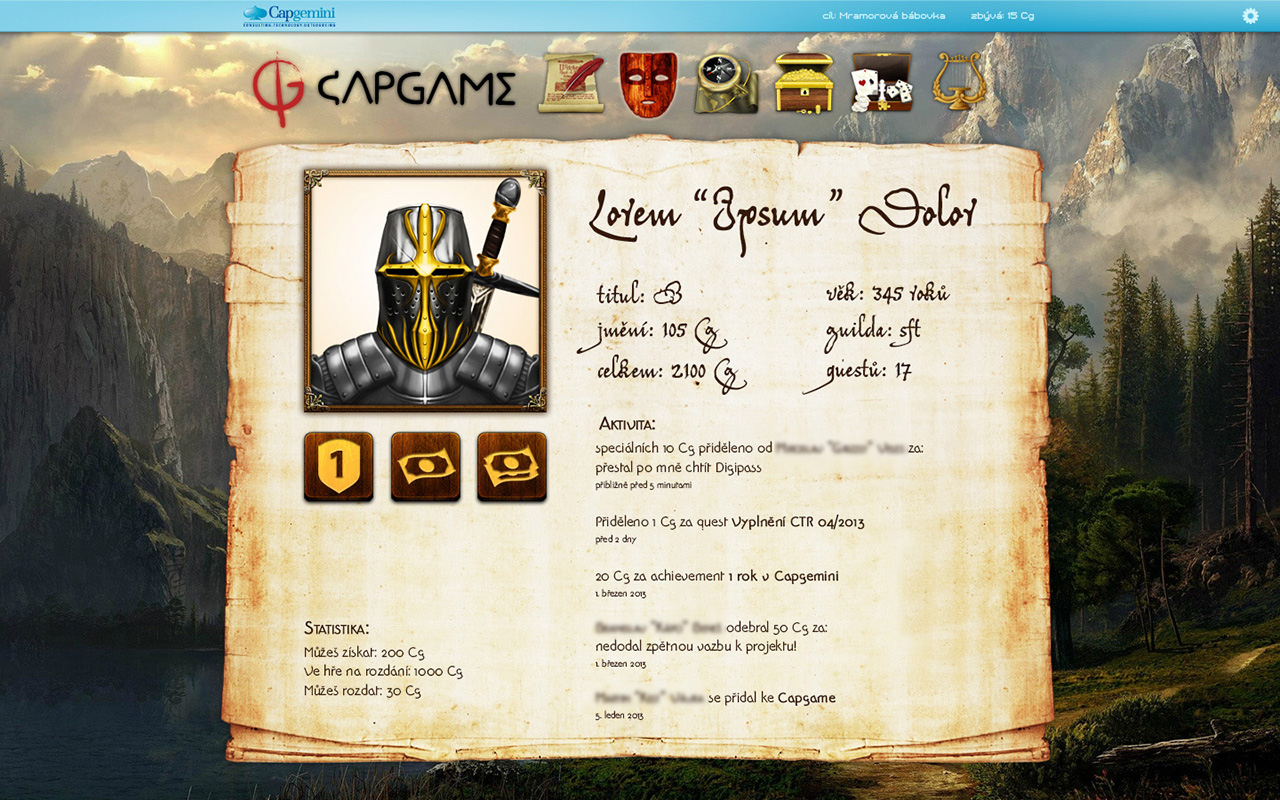 Capgemini
CONSULTING.TECHNOLOGY.OUTSOURCING
cíl: Mramorová bábovka
zbývá: 15 Cg
CAPGAME
Lorem “Ipsum” Dolor
titul: B
věk: 345 roků
jmění: 105 Cg
guilda: sft
celkem: 2100 Cg
questů: 17
1
Aktivita:
speciálních 10 Cg přiděleno od za:
přestal po mně chtít Digipass
přibližně před 5 minutami
Přiděleno 1 Cg za quest Vyplnění CTR 04/2013
před 2 dny
20 Cg za achievement 1 rok v Capgemini
1. březen 2013
odebral 50 Cg za:
nedodal zpětnou vazbu k projektu!
1. březen 2013
se přidal ke Capgame
5. leden 2013
Statistika:
Můžeš získat: 200 Cg
Ve hře na rozdání: 1000 Cg
Můžeš rozdat: 30 Cg